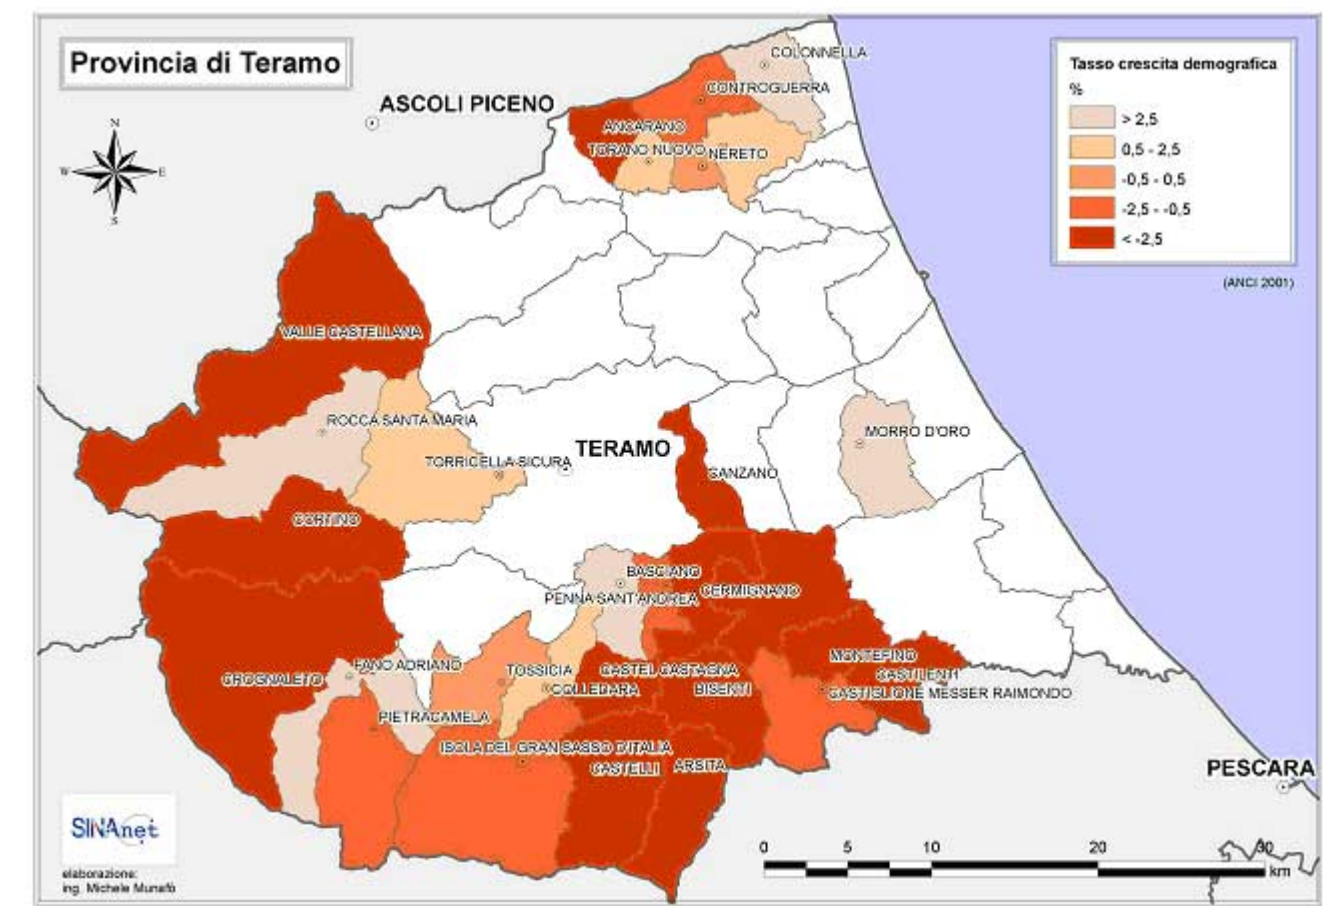 Provincia di Teramo
ASCOLI PICENO
N
W E
S
COLONNELLA
CONTROGUERRA
ANCARANO
TORANO NUOVO
NERETO
Tasso crescita demografica
%
> 2,5
0,5 - 2,5
-0,5 - 0,5
-2,5 - -0,5
< -2,5
(ANCI 2001)
VALLE CASTELLANA
ROCCA SANTA MARIA
TORRICELLA SICURA
TERAMO
CANZANO
MORRO D'ORO
CORTINO
BASCIANO
PENNA SANT'ANDREA
CERMIGNANO
CROGNALETO
FANO ADRIANO
TOSSICIA
COLLEDARA
CASTEL CASTAGNA
BISENTI
MONTEFINO
CASTILENTI
CASTIGLIONE MESSER RAIMONDO
PIETRACAMELA
ISOLA DEL GRAN SASSO D'ITALIA
CASTELLI
ARSITA
PESCARA
SINAnet
elaborazione:
ing. Michele Munafò
0 5 10 20 30
km